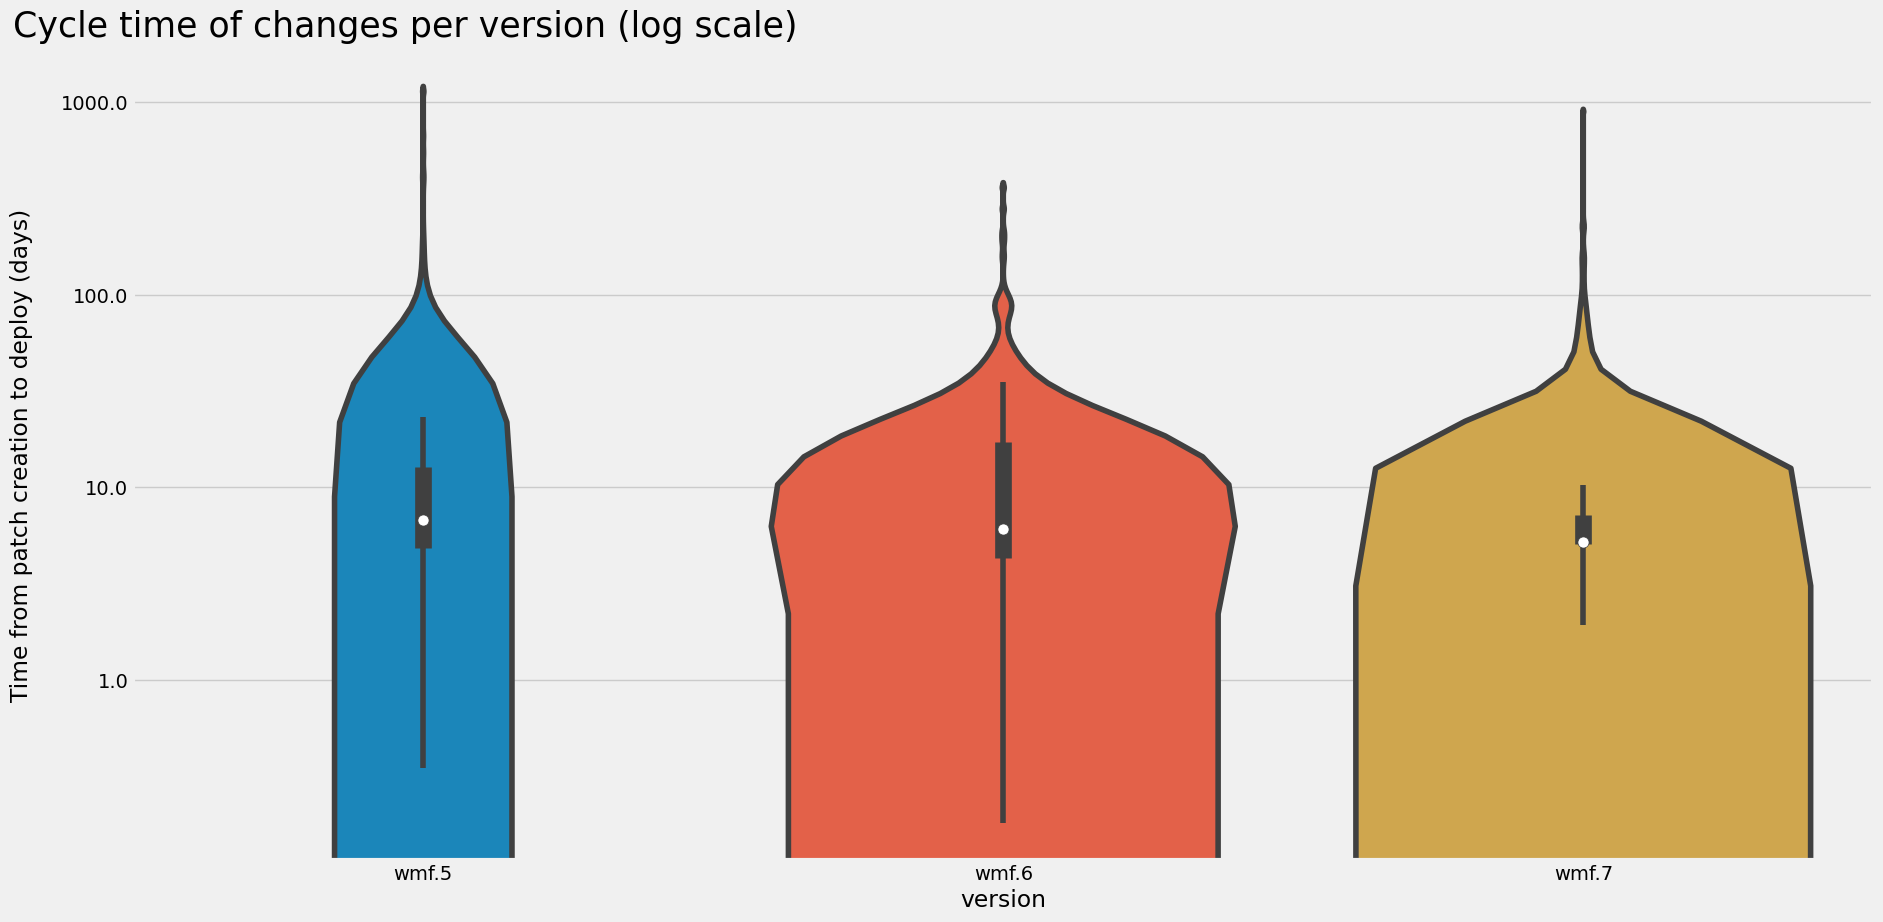 Cycle time of changes per version (log scale)
Time from patch creation to deploy (days)
1000.0
100.0
10.0
1.0
wmf.5
wmf.6
wmf.7
version